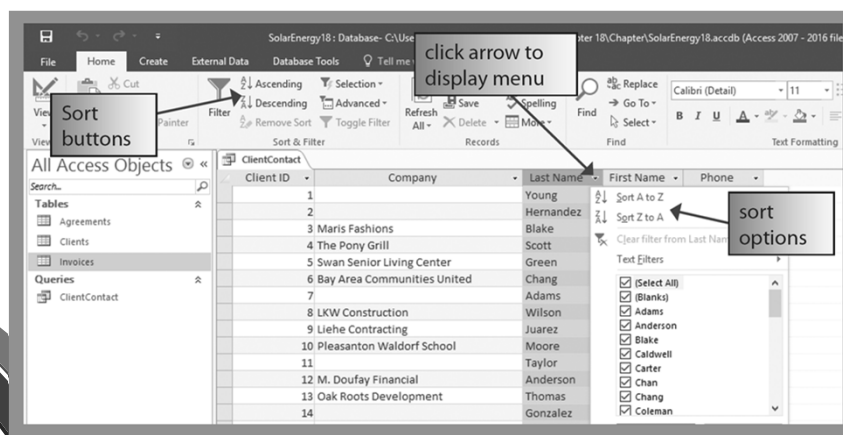 SolarEnergy18 : Database- C:\Use
click arrow to
display menu
pter 18\Chapter\SolarEnergy18.accdb (Access 2007 - 2016 file
File Home Create External Data Database Tools Tell me
Sort
buttons
Cut
Painter
Filter
Ascending
Descending
Remove Sort
Selection
Advanced
Toggle Filter
Sort & Filter
Refresh
All
Save
Delete
Spelling
More
Records
Find
Replace
Go To
Select
Find
Calibri (Detail) 11
B I U A
Text Formatting
All Access Objects «
Search..
Tables
Agreements
Clients
Invoices
Queries
ClientContact
ClientContact
Client ID Company Last Name First Name Phone
1 Young
2 Hernandez
3 Maris Fashions Blake
4 The Pony Grill Scott
5 Swan Senior Living Center Green
6 Bay Area Communities United Chang
7 Adams
8 LKW Construction Wilson
9 Liehe Contracting Juarez
10 Pleasanton Waldorf School Moore
11 Taylor
12 M. Doufay Financial Anderson
13 Oak Roots Development Thomas
14 Gonzalez
Sort A to Z
Sort Z to A
Clear filter from Last Nam
Text Filters
(Select All)
(Blanks)
Adams
Anderson
Blake
Caldwell
Carter
Chan
Chang
Coleman
sort
options